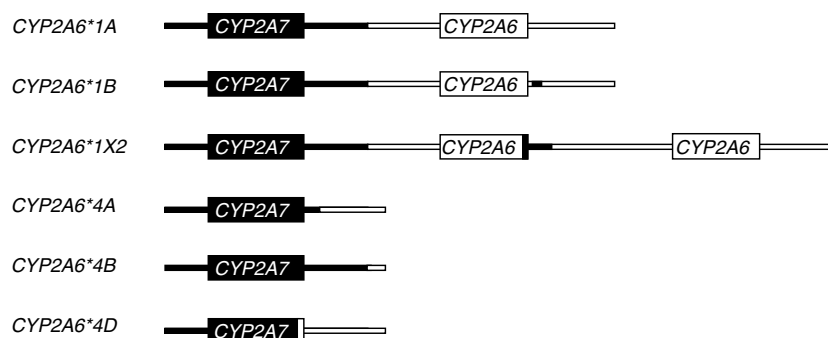 CYP2A6*1A CYP2A7 CYP2A6
CYP2A6*1B CYP2A7 CYP2A6
CYP2A6*1X2 CYP2A7 CYP2A6 CYP2A6
CYP2A6*4A CYP2A7
CYP2A6*4B CYP2A7
CYP2A6*4D CYP2A7